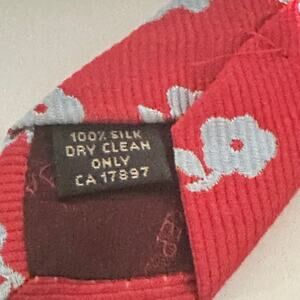 100% SILK
DRY CLEAN
ONLY
CA 17897